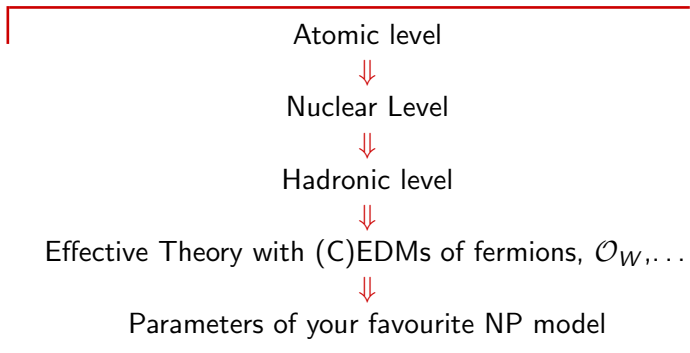 Atomic level
⇓
Nuclear Level
⇓
Hadronic level
⇓
Effective Theory with (C)EDMs of fermions, 𝒪_W,...
⇓
Parameters of your favourite NP model